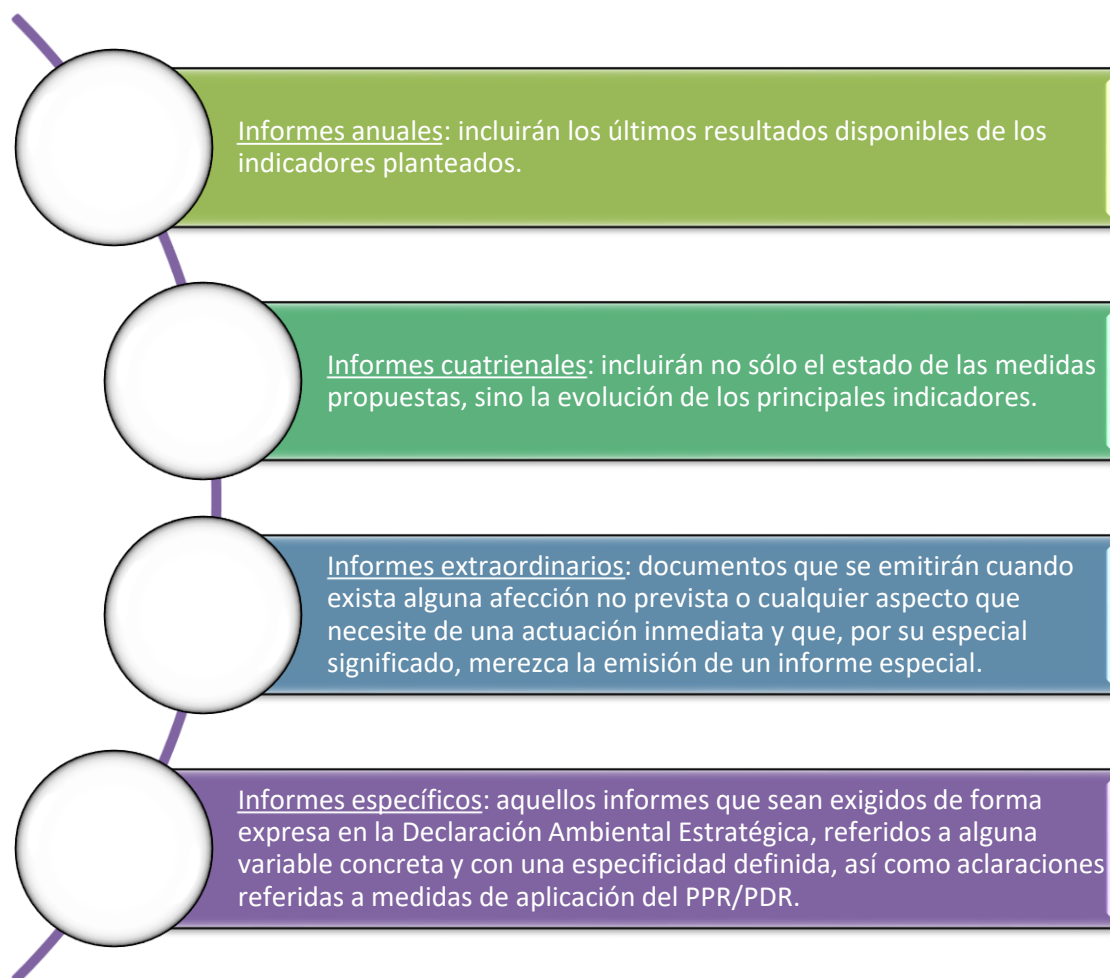 Informes anuales: incluirán los últimos resultados disponibles de los
indicadores planteados.
Informes cuatrienales: incluirán no sólo el estado de las medidas
propuestas, sino la evolución de los principales indicadores.
Informes extraordinarios: documentos que se emitirán cuando
exista alguna afección no prevista o cualquier aspecto que
necesite de una actuación inmediata y que, por su especial
significado, merezca la emisión de un informe especial.
Informes específicos: aquellos informes que sean exigidos de forma
expresa en la Declaración Ambiental Estratégica, referidos a alguna
variable concreta y con una especificidad definida, así como aclaraciones
referidas a medidas de aplicación del PPR/PDR.